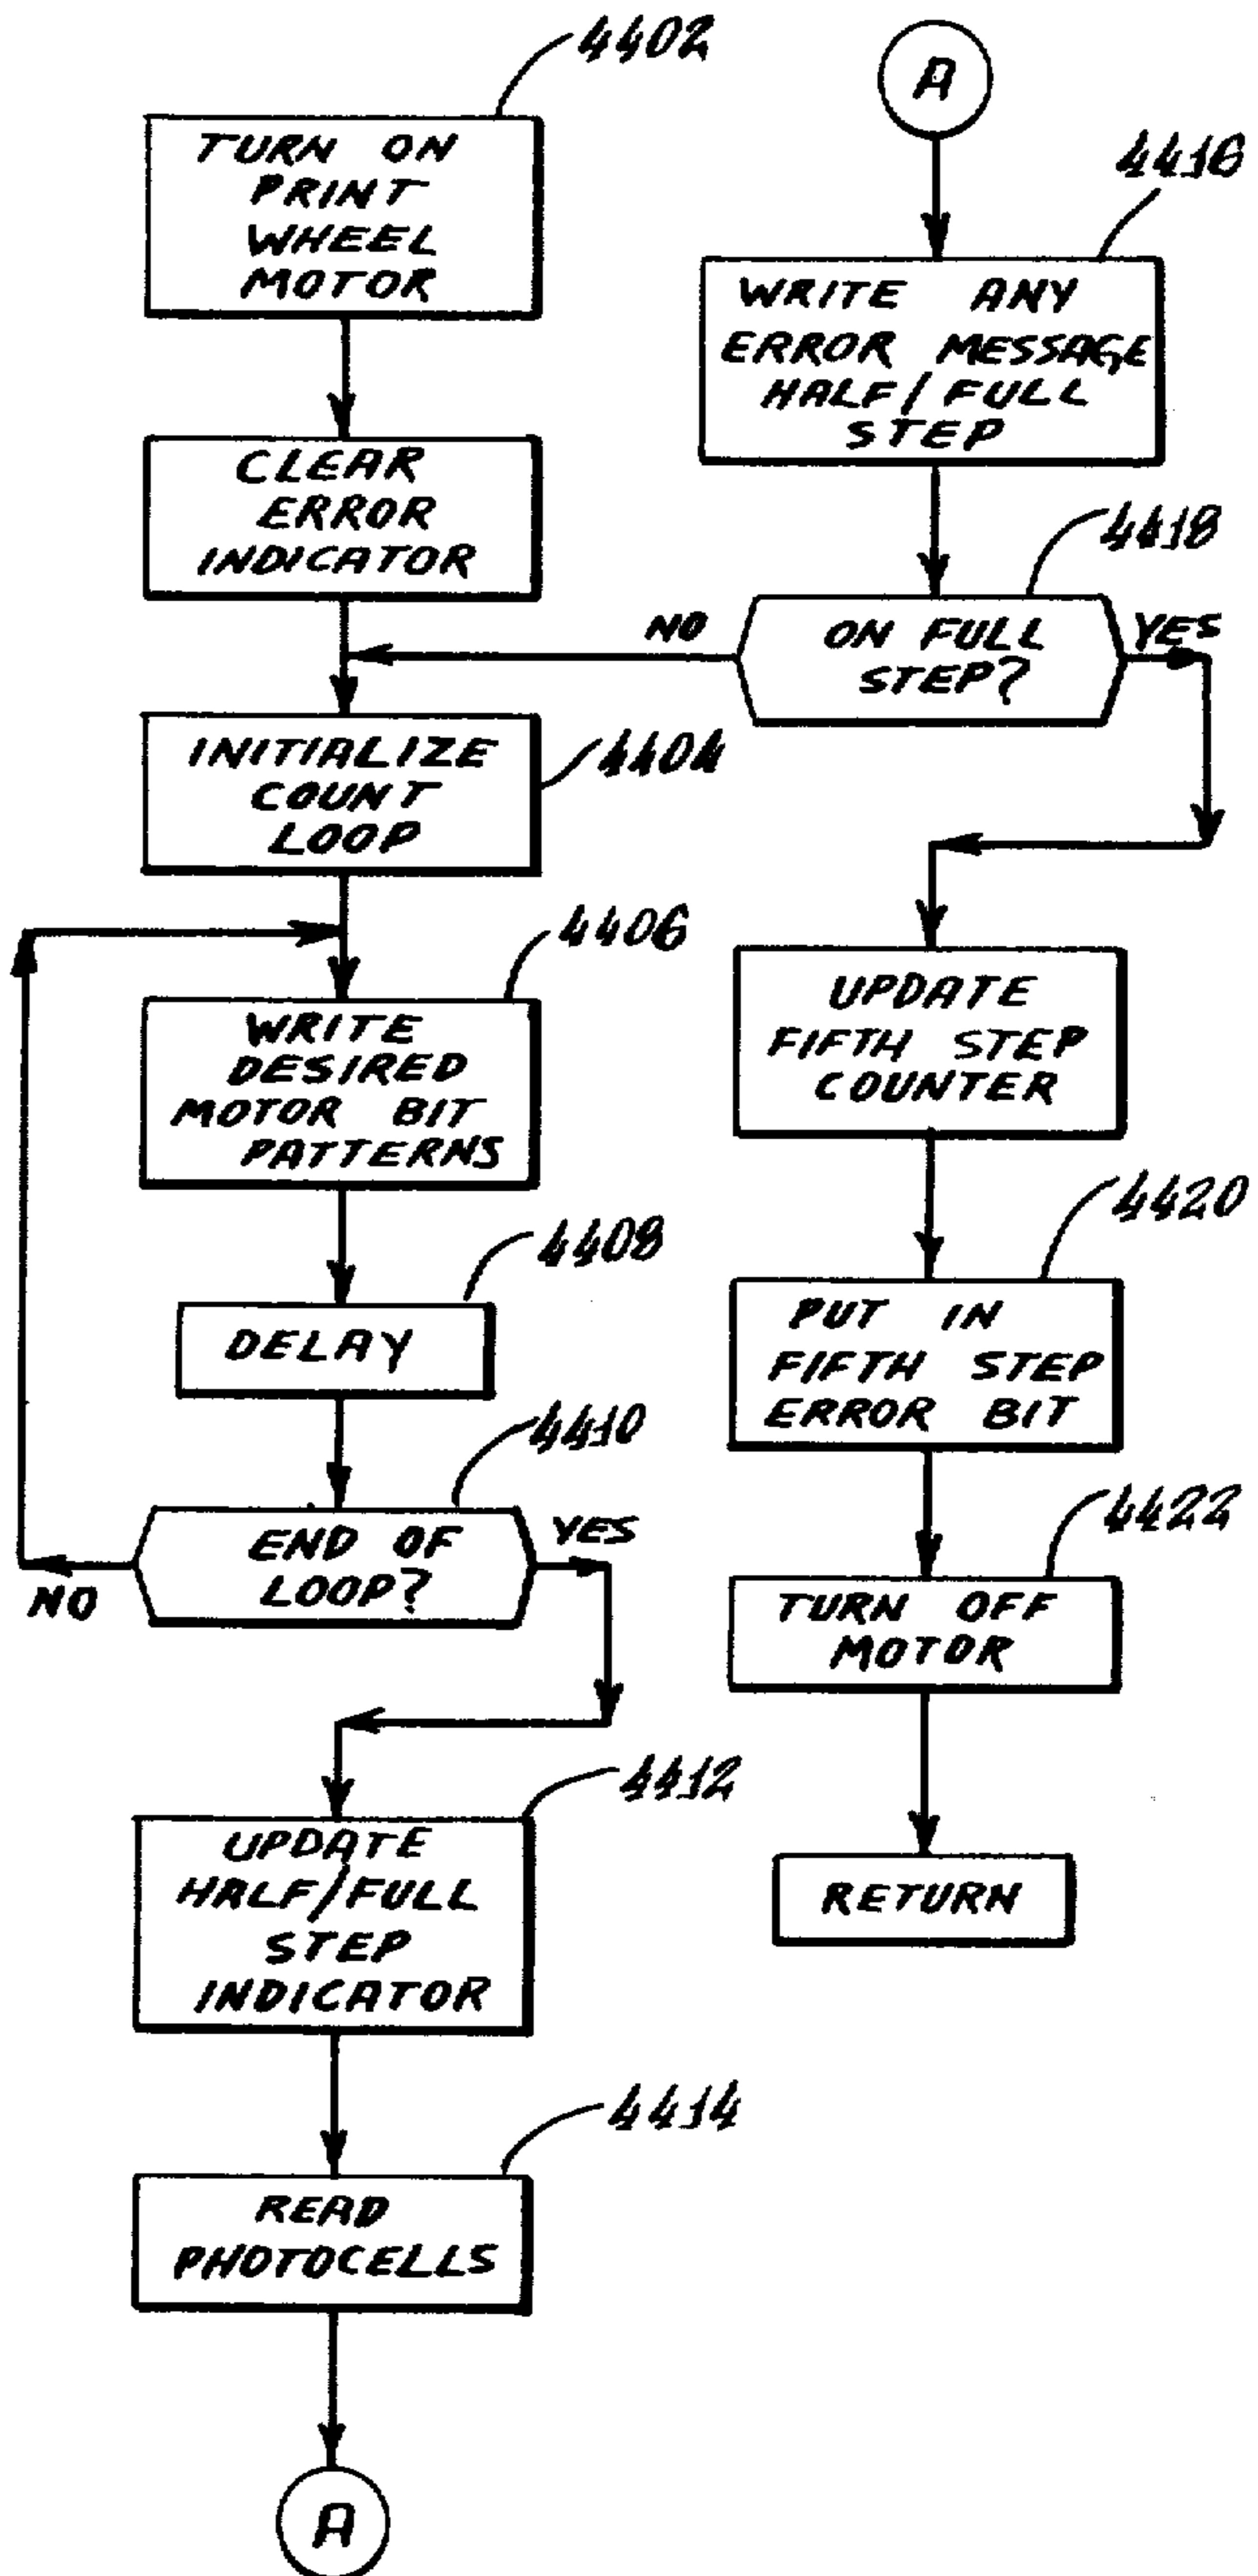 4402
TURN ON
PRINT
WHEEL
MOTOR
CLEAR
ERROR
INDICATOR
INITIALIZE
COUNT
LOOP
4404
4406
WRITE
DESIRED
MOTOR BIT
PATTERNS
4408
DELAY
4410
END OF
LOOP?
YES
NO
4412
UPDATE
HALF/FULL
STEP
INDICATOR
4414
READ
PHOTOCELLS
A
A
4416
WRITE ANY
ERROR MESSAGE
HALF/FULL
STEP
4418
NO
ON FULL
STEP?
YES
UPDATE
FIFTH STEP
COUNTER
4420
PUT IN
FIFTH STEP
ERROR BIT
4422
TURN OFF
MOTOR
RETURN